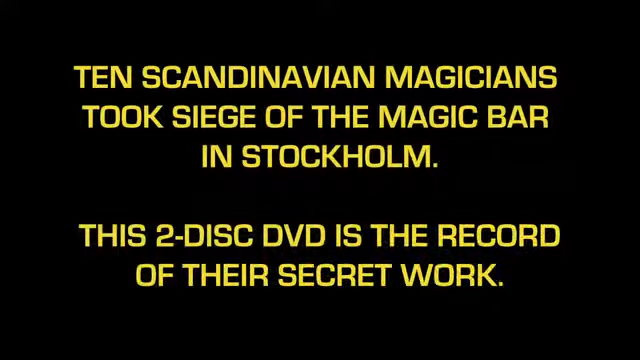 TEN SCANDINAVIAN MAGICIANS
TOOK SIEGE OF THE MAGIC BAR
IN STOCKHOLM.
THIS 2-DISC DVD IS THE RECORD
OF THEIR SECRET WORK.